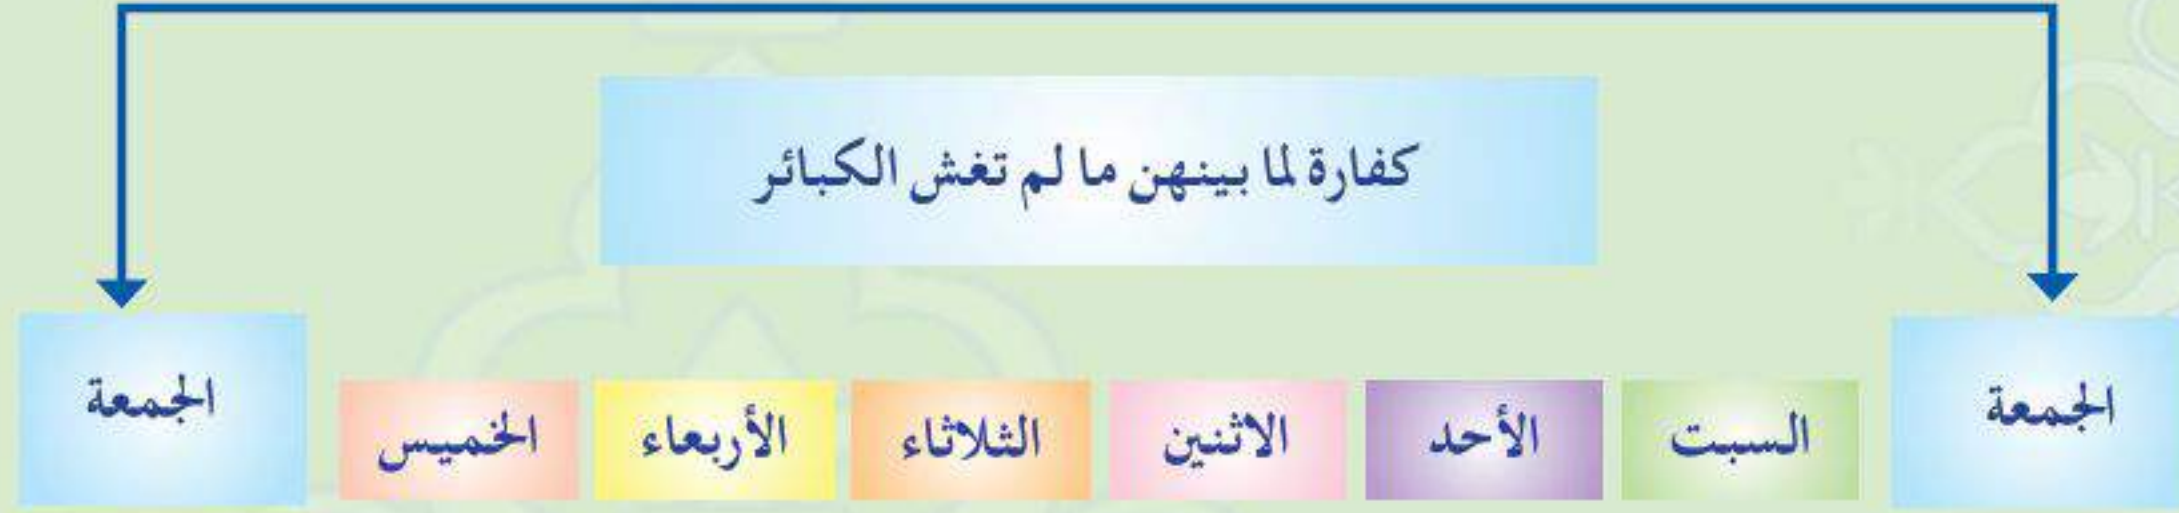 كفارة لما بينهن ما لم تغش الكبائر
الجمعة
السبت
الأحد
الاثنين
الثلاثاء
الأربعاء
الخميس
الجمعة